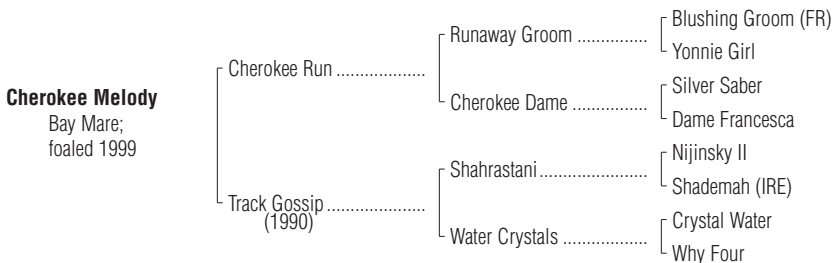 Blushing Groom (FR)
Runaway Groom ................
Yonnie Girl
Cherokee Run ...................
Silver Saber
Cherokee Melody
Cherokee Dame .................
Bay Mare;
Dame Francesca
foaled 1999
Nijinsky II
Shahrastani........................
Shademah (IRE)
Track Gossip .....................
(1990)
Crystal Water
Water Crystals ...................
Why Four